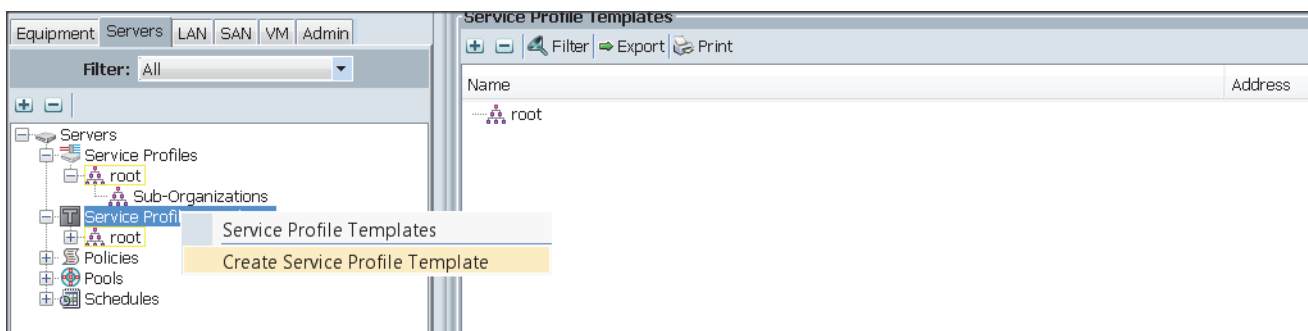 Equipment Servers LAN SAN VM Admin
Filter: All
Servers
Service Profiles
root
Sub-Organizations
Service Profi
root
Policies
Pools
Schedules
Service Profile Templates
Create Service Profile Template
Service Profile Templates
Filter Export Print
Name Address
root